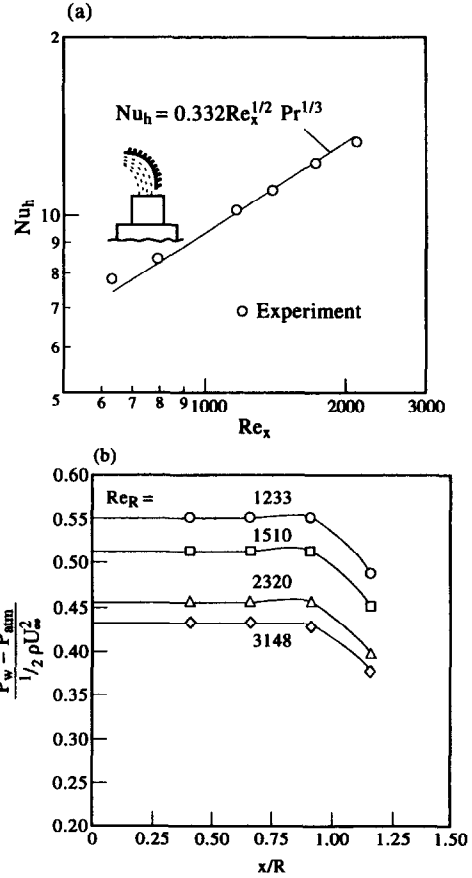 (a)
2
Nu_h = 0.332Re_x^1/2 Pr^1/3
10
9
8
7
6
5
Nu_h
Experiment
6 7 8 9 1000 2000 3000
Re_x
(b)
0.60
0.55
0.50
0.45
0.40
0.35
0.30
0.25
0.20
Re_R =
1233
1510
2320
3148
P_w − P_atm
1/2 ρU_∞^2
0 0.25 0.50 0.75 1.00 1.25 1.50
x/R